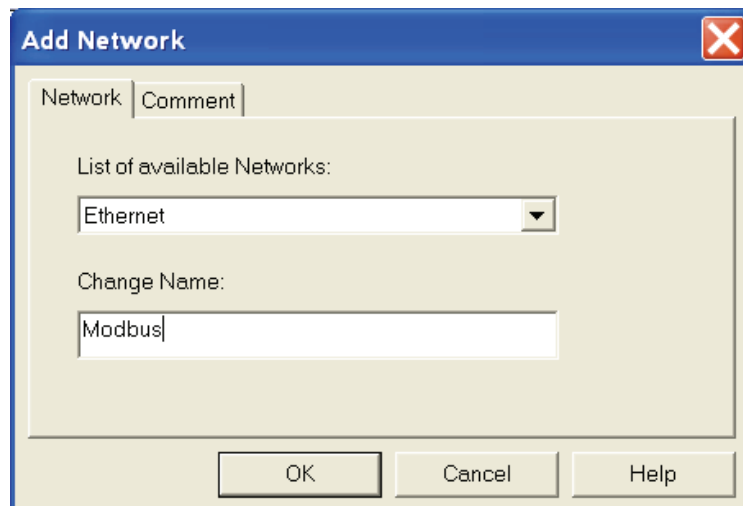 Add Network
Network Comment
List of available Networks:
Ethernet
Change Name:
Modbus
OK Cancel Help